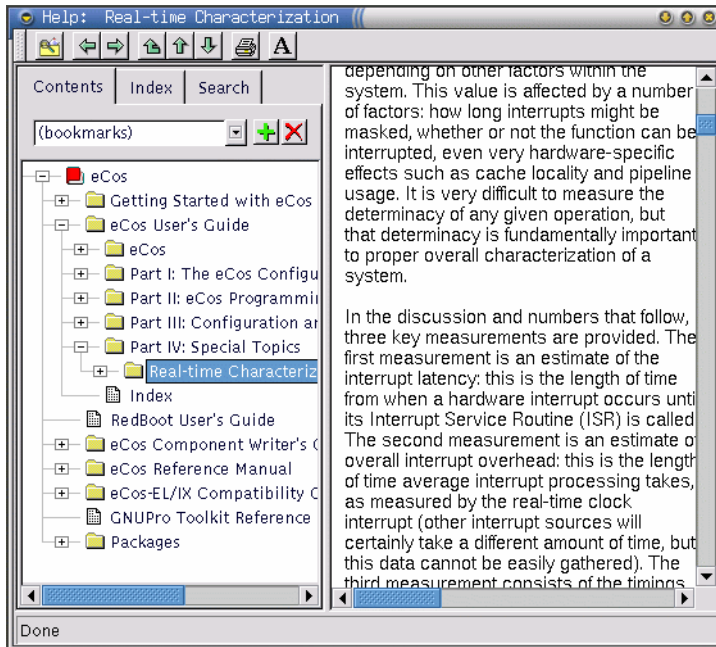 Help: Real-time Characterization
A
Contents
Index
Search
(bookmarks)
eCos
Getting Started with eCos
eCos User's Guide
eCos
Part I: The eCos Configu
Part II: eCos Programmi
Part III: Configuration ar
Part IV: Special Topics
Real-time Characteriz
Index
RedBoot User's Guide
eCos Component Writer's
eCos Reference Manual
eCos-EL/IX Compatibility
GNUPro Toolkit Reference
Packages
depending on other factors within the
system. This value is affected by a number
of factors: how long interrupts might be
masked, whether or not the function can be
interrupted, even very hardware-specific
effects such as cache locality and pipeline
usage. It is very difficult to measure the
determinacy of any given operation, but
that determinacy is fundamentally important
to proper overall characterization of a
system.
In the discussion and numbers that follow,
three key measurements are provided. The
first measurement is an estimate of the
interrupt latency: this is the length of time
from when a hardware interrupt occurs unti
its Interrupt Service Routine (ISR) is called
The second measurement is an estimate o
overall interrupt overhead: this is the length
of time average interrupt processing takes,
as measured by the real-time clock
interrupt (other interrupt sources will
certainly take a different amount of time, but
this data cannot be easily gathered). The
third measurement consists of the timings
Done